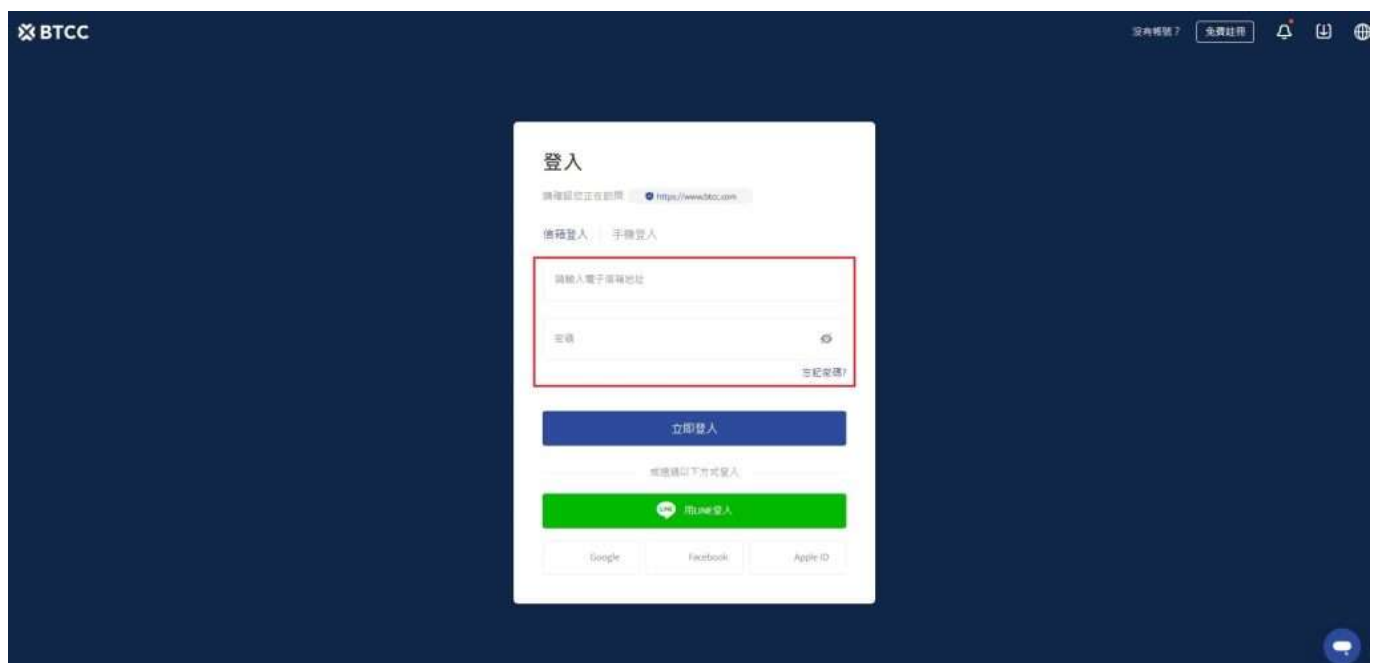 BTCC
沒有帳號？ 免費註冊
登入
請確認您正在訪問 https://www.btcc.com
信箱登入 手機登入
請輸入電子信箱地址
密碼
忘記密碼?
立即登入
或透過以下方式登入
LINE 用LINE登入
Google Facebook Apple ID